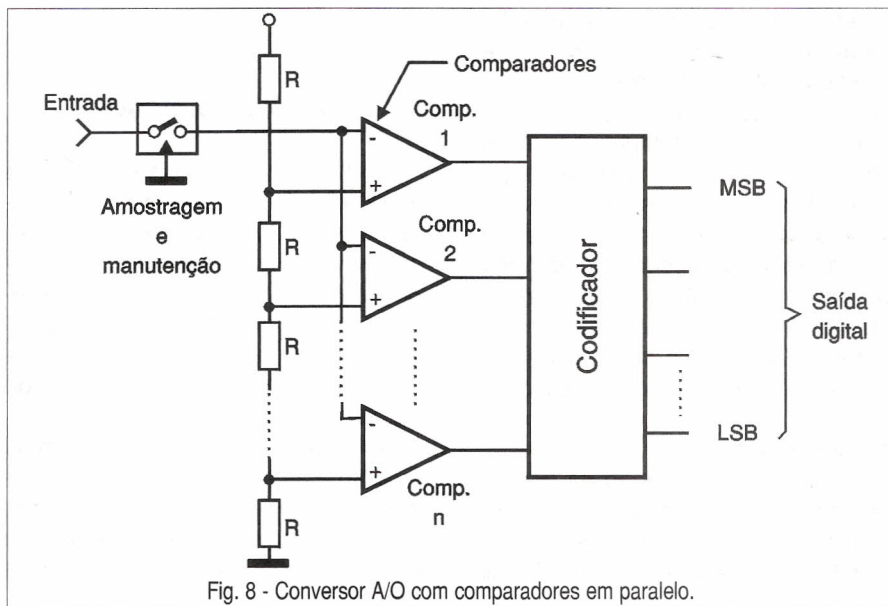 R
Comparadores
Entrada
Comp.
1
-
+
Amostragem
e
manutenção
R
Comp.
2
-
+
R
Codificador
MSB
Saída
digital
LSB
-
+
Comp.
n
R
Fig. 8 - Conversor A/O com comparadores em paralelo.